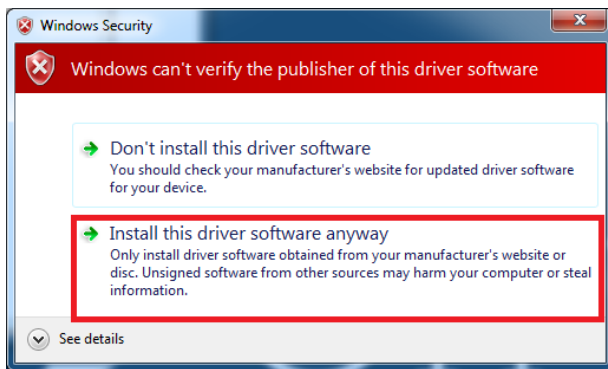 Windows Security
Windows can't verify the publisher of this driver software
Don't install this driver software
You should check your manufacturer's website for updated driver software
for your device.
Install this driver software anyway
Only install driver software obtained from your manufacturer's website or
disc. Unsigned software from other sources may harm your computer or steal
information.
See details